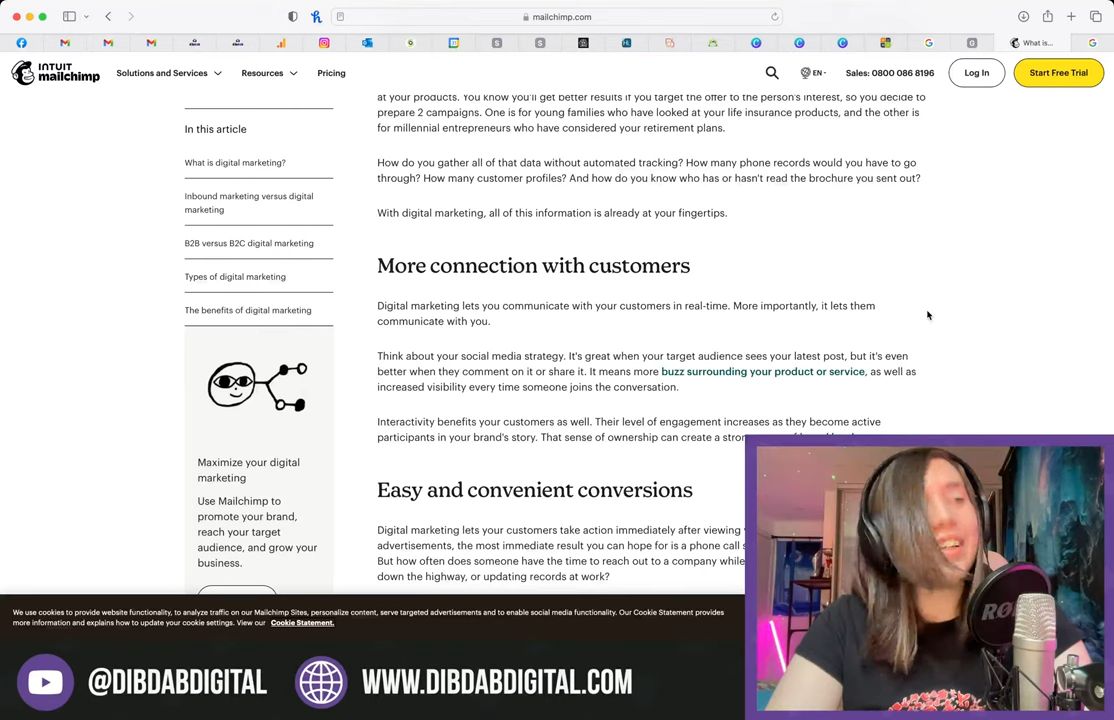 mailchimp.com
What is...
INTUIT
mailchimp
Solutions and Services
Resources
Pricing
EN
Sales: 0800 086 8196
Log In
Start Free Trial
In this article
What is digital marketing?
Inbound marketing versus digital
marketing
B2B versus B2C digital marketing
Types of digital marketing
The benefits of digital marketing
Maximize your digital
marketing
Use Mailchimp to
promote your brand,
reach your target
audience, and grow your
business.
at your products. You know you'll get better results if you target the offer to the person's interest, so you decide to
prepare 2 campaigns. One is for young families who have looked at your life insurance products, and the other is
for millennial entrepreneurs who have considered your retirement plans.
How do you gather all of that data without automated tracking? How many phone records would you have to go
through? How many customer profiles? And how do you know who has or hasn't read the brochure you sent out?
With digital marketing, all of this information is already at your fingertips.
More connection with customers
Digital marketing lets you communicate with your customers in real-time. More importantly, it lets them
communicate with you.
Think about your social media strategy. It's great when your target audience sees your latest post, but it's even
better when they comment on it or share it. It means more buzz surrounding your product or service, as well as
increased visibility every time someone joins the conversation.
Interactivity benefits your customers as well. Their level of engagement increases as they become active
participants in your brand's story. That sense of ownership can create a
Easy and convenient conversions
Digital marketing lets your customers take action immediately after viewing
advertisements, the most immediate result you can hope for is a phone call
But how often does someone have the time to reach out to a company while
down the highway, or updating records at work?
We use cookies to provide website functionality, to analyze traffic on our Mailchimp Sites, personalize content, serve targeted advertisements and to enable social media functionality. Our Cookie Statement provides
more information and explains how to update your cookie settings. View our Cookie Statement.
@DIBDABDIGITAL
WWW.DIBDABDIGITAL.COM